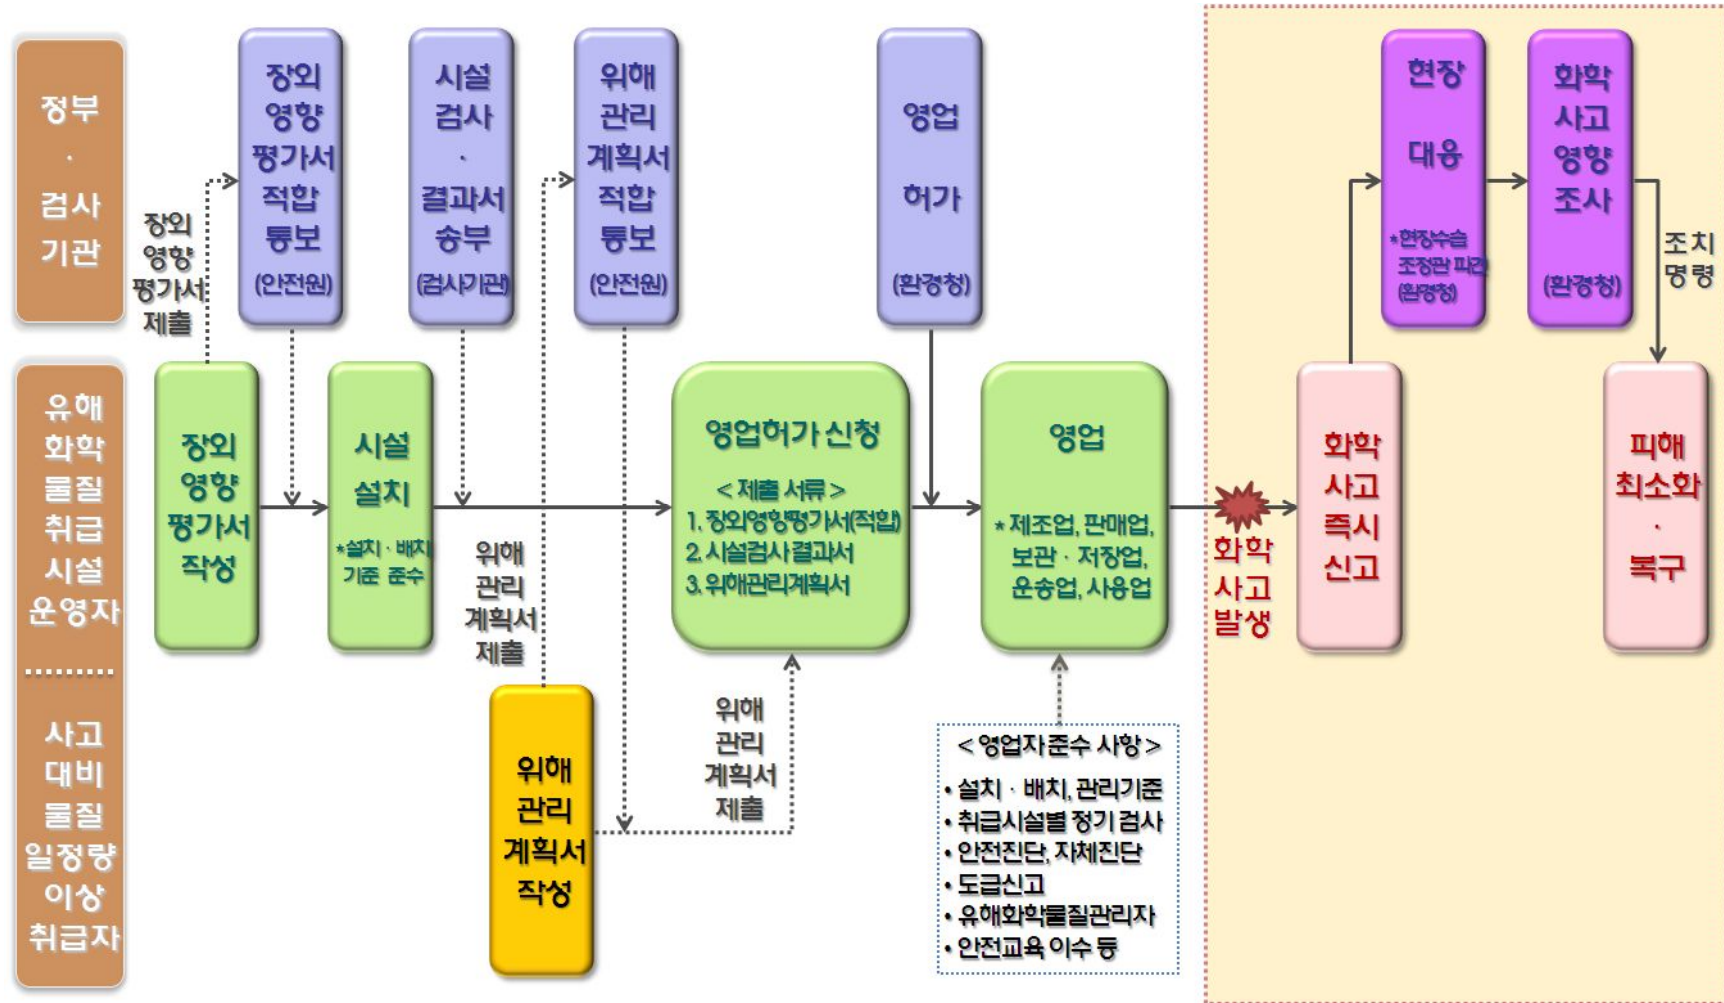 정부
·
검사
기관
장외
영향
평가서
제출
장외
영향
평가서
적합
통보
(안전원)
시설
검사
·
결과서
송부
(검사기관)
위해
관리
계획서
적합
통보
(안전원)
영업
허가
(환경청)
현장
대응
*현장수습
조정관 파견
(환경청)
화학
사고
영향
조사
(환경청)
조치
명령
유해
화학
물질
취급
시설
운영자
사고
대비
물질
일정량
이상
취급자
장외
영향
평가서
작성
시설
설치
*설치 · 배치
기준 준수
위해
관리
계획서
제출
위해
관리
계획서
작성
위해
관리
계획서
제출
영업허가 신청
< 제출 서류 >
1. 장외영향평가서(적합)
2. 시설검사 결과서
3. 위해관리계획서
영업
* 제조업, 판매업,
보관 · 저장업,
운송업, 사용업
< 영업자 준수 사항 >
• 설치 · 배치, 관리기준
• 취급시설별 정기 검사
• 안전진단, 자체진단
• 도급신고
• 유해화학물질관리자
• 안전교육 이수 등
화학
사고
발생
화학
사고
즉시
신고
피해
최소화
·
복구